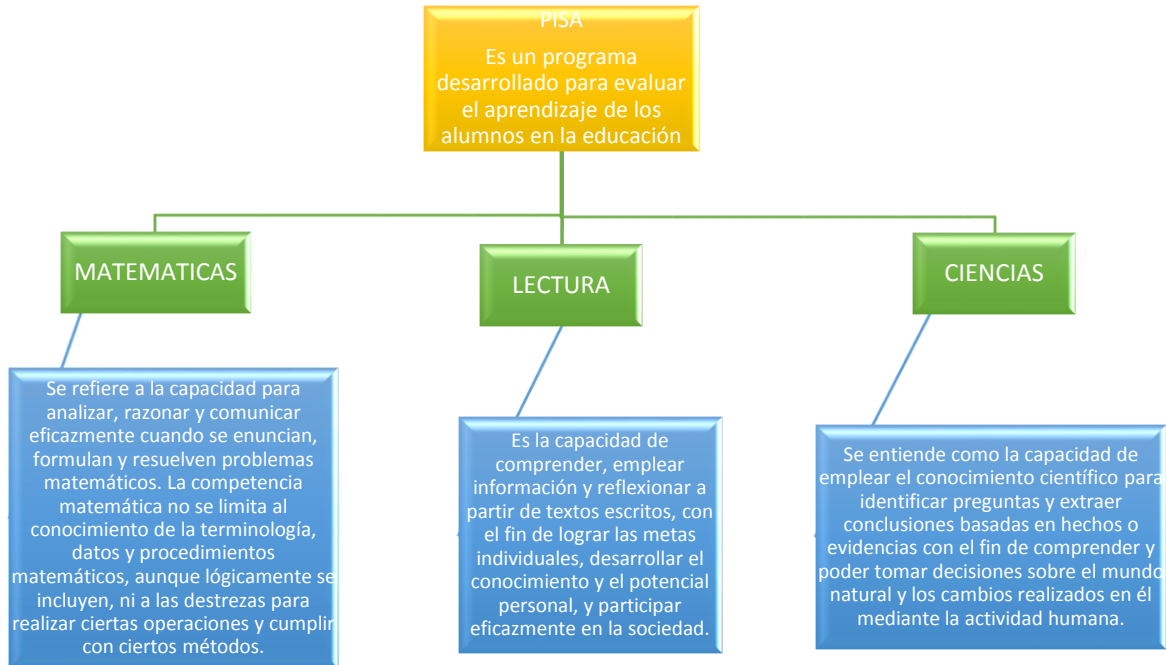 PISA
Es un programa
desarrollado para evaluar
el aprendizaje de los
alumnos en la educación
MATEMATICAS
LECTURA
CIENCIAS
Se refiere a la capacidad para
analizar, razonar y comunicar
eficazmente cuando se enuncian,
formulan y resuelven problemas
matemáticos. La competencia
matemática no se limita al
conocimiento de la terminología,
datos y procedimientos
matemáticos, aunque lógicamente se
incluyen, ni a las destrezas para
realizar ciertas operaciones y cumplir
con ciertos métodos.
Es la capacidad de
comprender, emplear
información y reflexionar a
partir de textos escritos, con
el fin de lograr las metas
individuales, desarrollar el
conocimiento y el potencial
personal, y participar
eficazmente en la sociedad.
Se entiende como la capacidad de
emplear el conocimiento científico para
identificar preguntas y extraer
conclusiones basadas en hechos o
evidencias con el fin de comprender y
poder tomar decisiones sobre el mundo
natural y los cambios realizados en él
mediante la actividad humana.